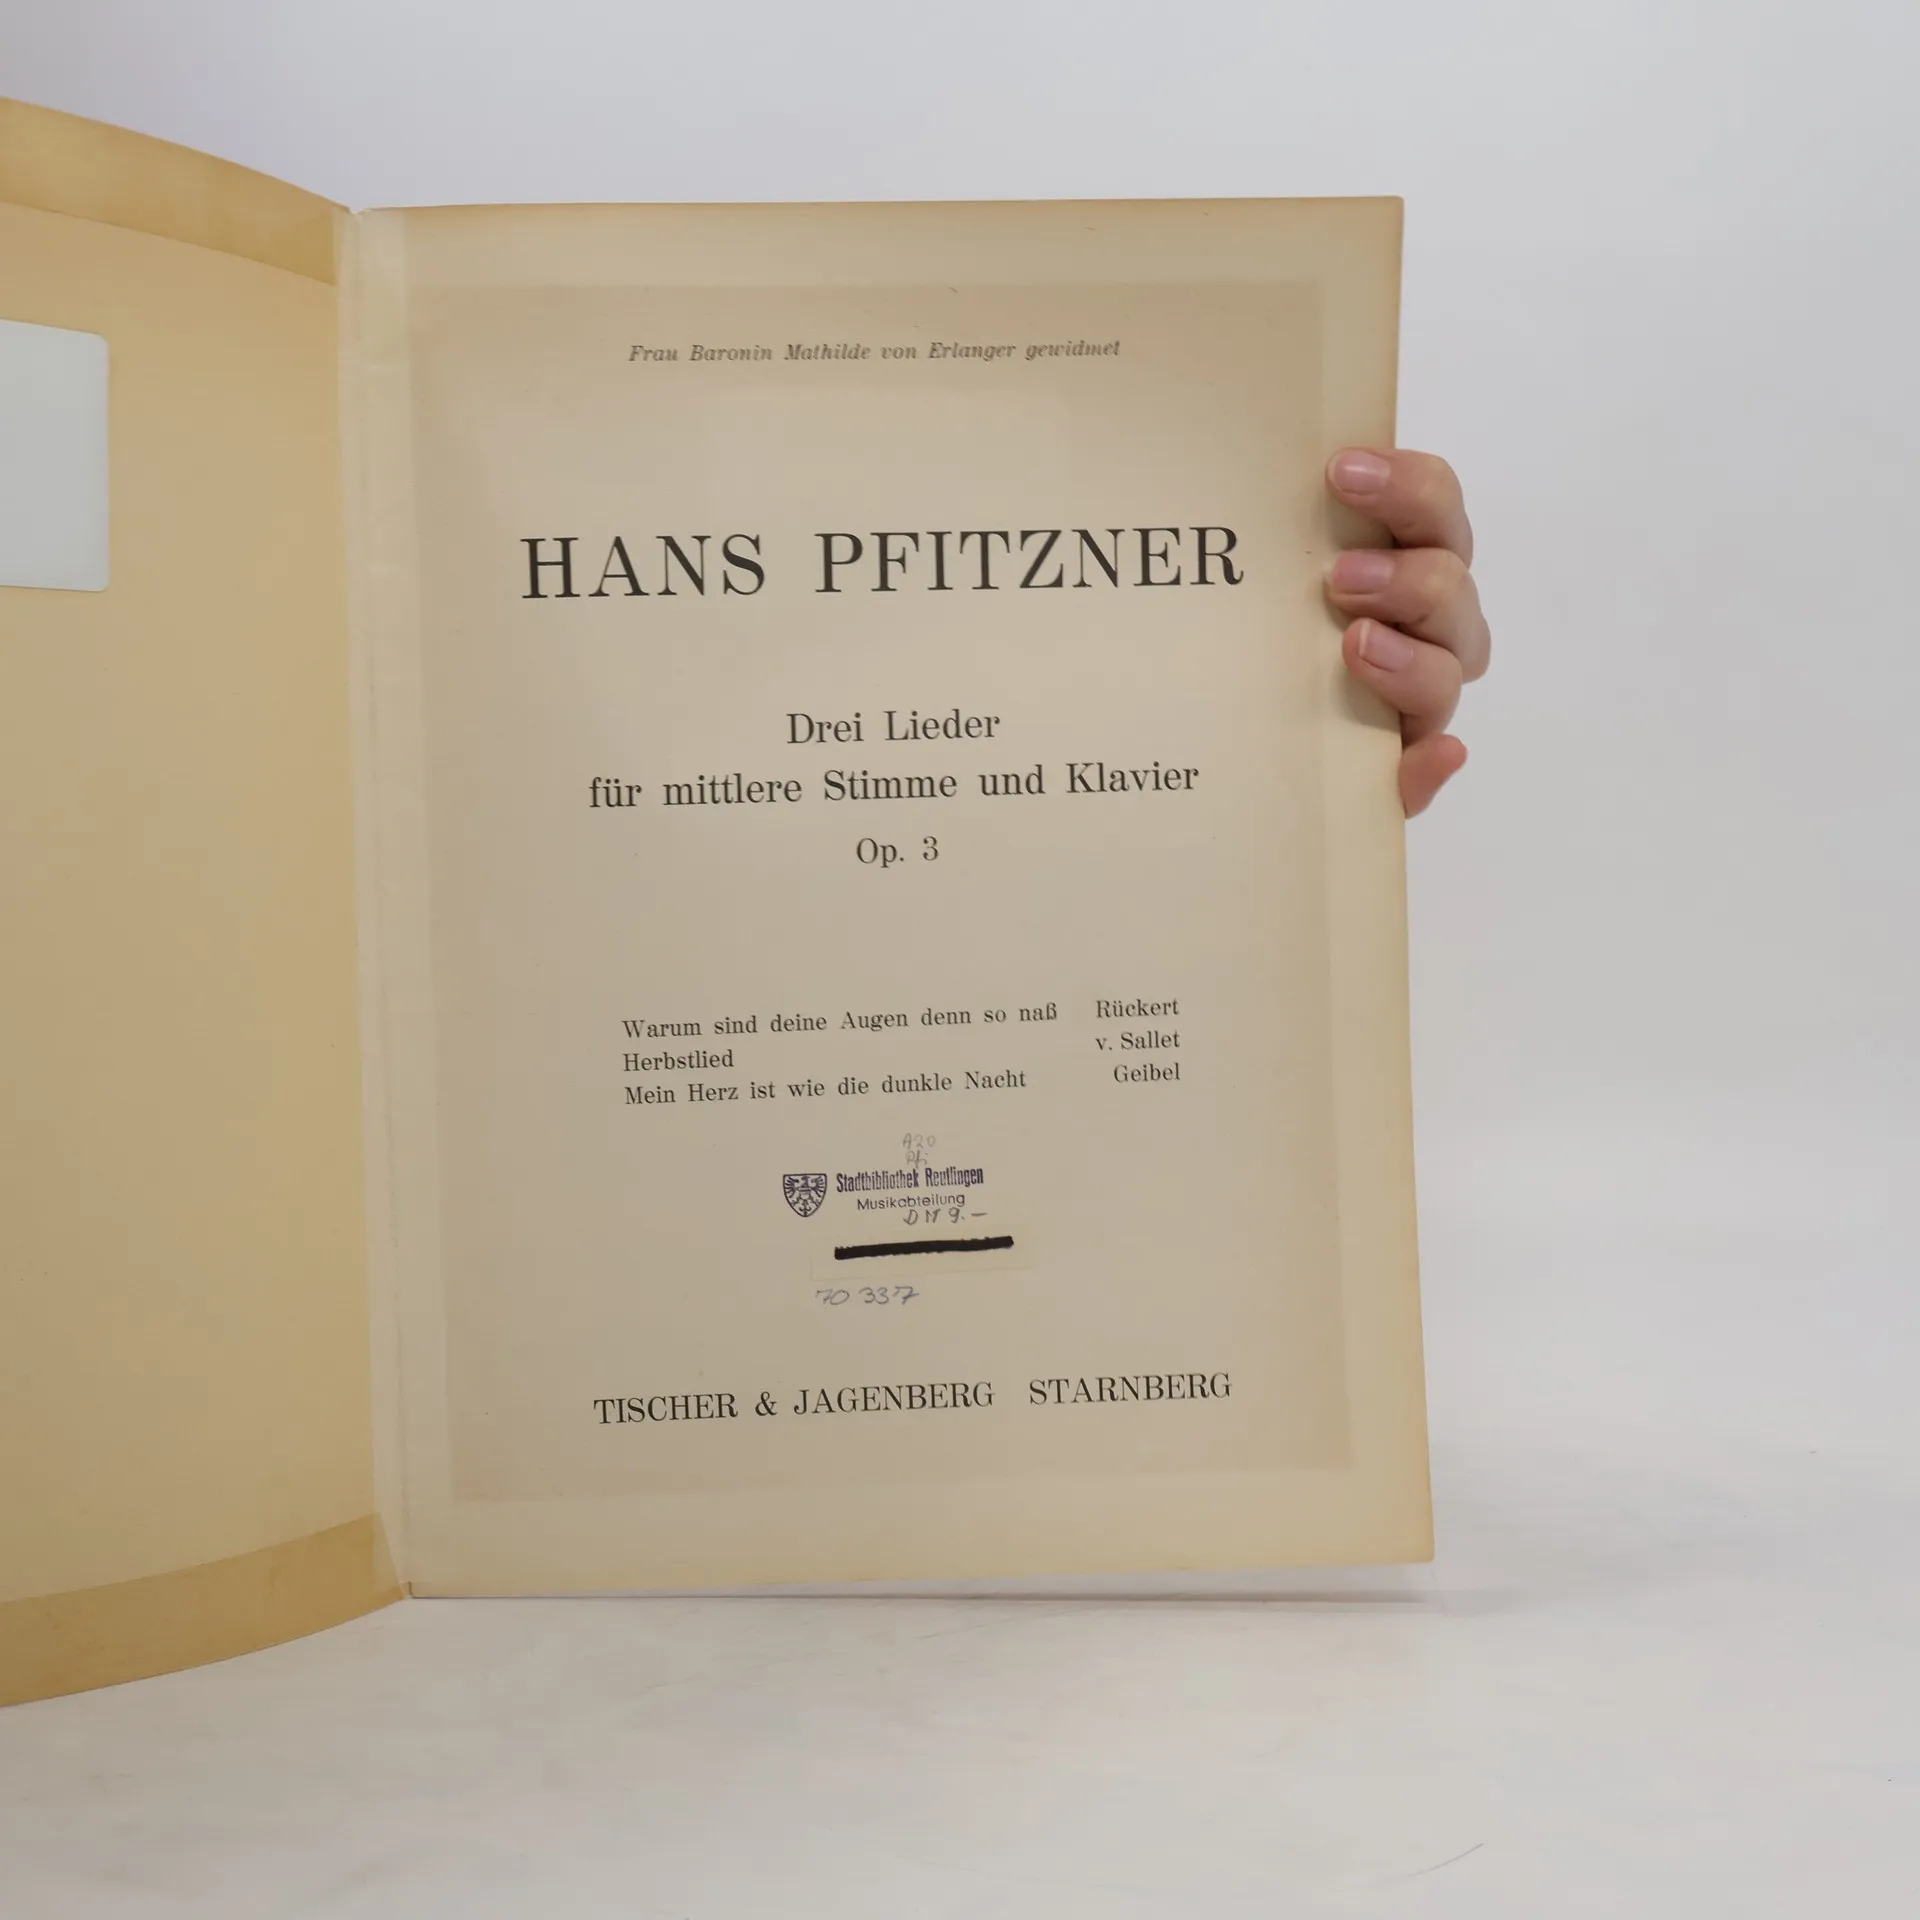 Frau Baronin Mathilde von Erlanger gewidmet
HANS PFITZNER
Drei Lieder
für mittlere Stimme und Klavier
Op. 3
Warum sind deine Augen denn so naß Rückert
Herbstlied v. Sallet
Mein Herz ist wie die dunkle Nacht Geibel
A20
Pfi
Stadtbibliothek Reutlingen
Musikabteilung
DM 9.–
70 337
TISCHER & JAGENBERG STARNBERG